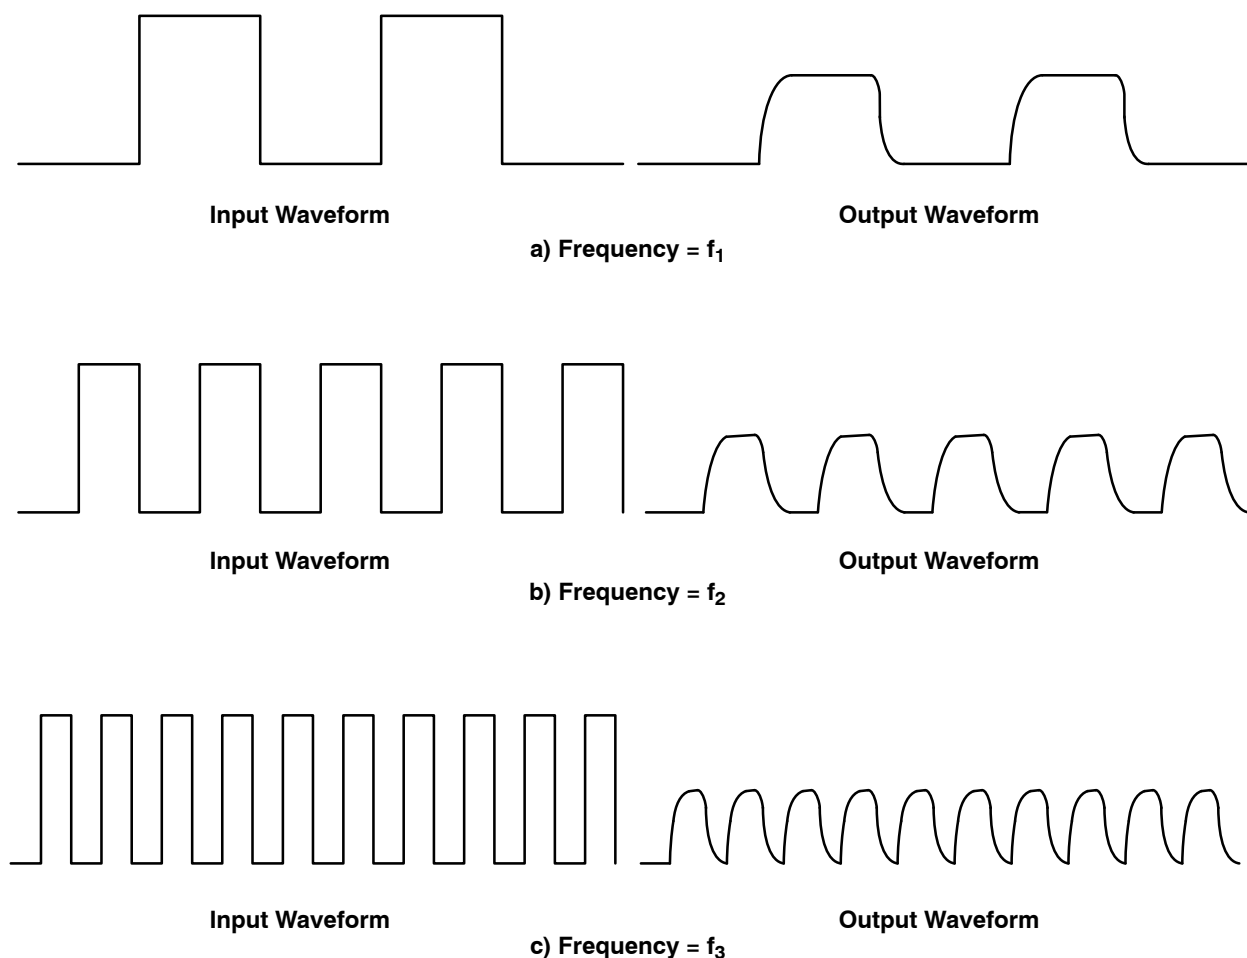 Input Waveform
Output Waveform
a) Frequency = f₁
Input Waveform
Output Waveform
b) Frequency = f₂
Input Waveform
Output Waveform
c) Frequency = f₃